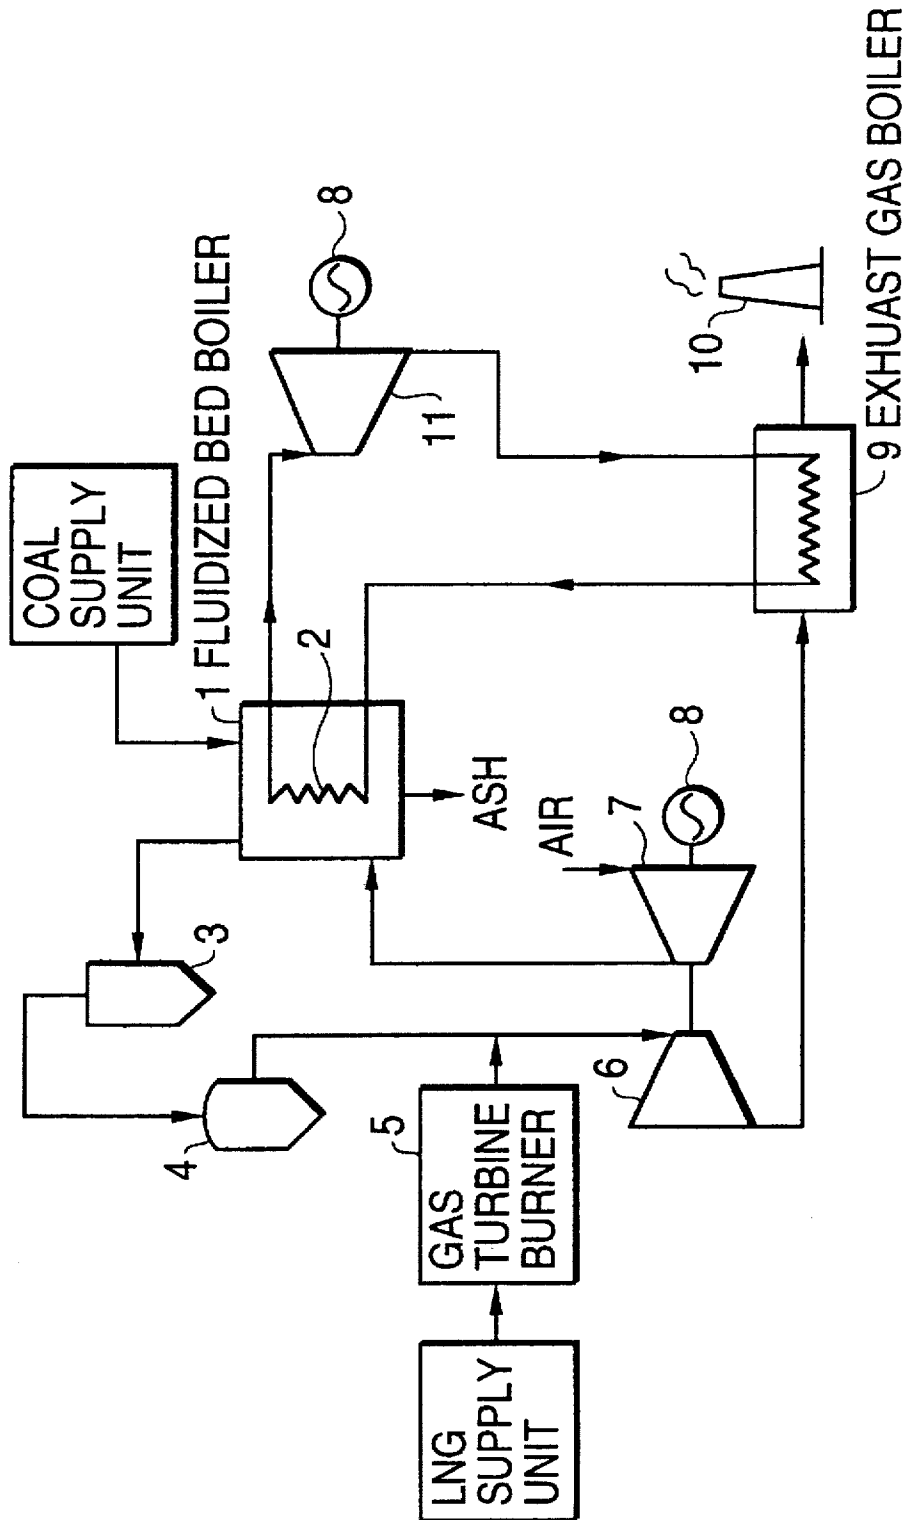 COAL
SUPPLY
UNIT
1 FLUIDIZED BED BOILER
8
2
11
3
4
ASH
AIR
7
8
10
9 EXHUAST GAS BOILER
5
GAS
TURBINE
BURNER
6
LNG
SUPPLY
UNIT